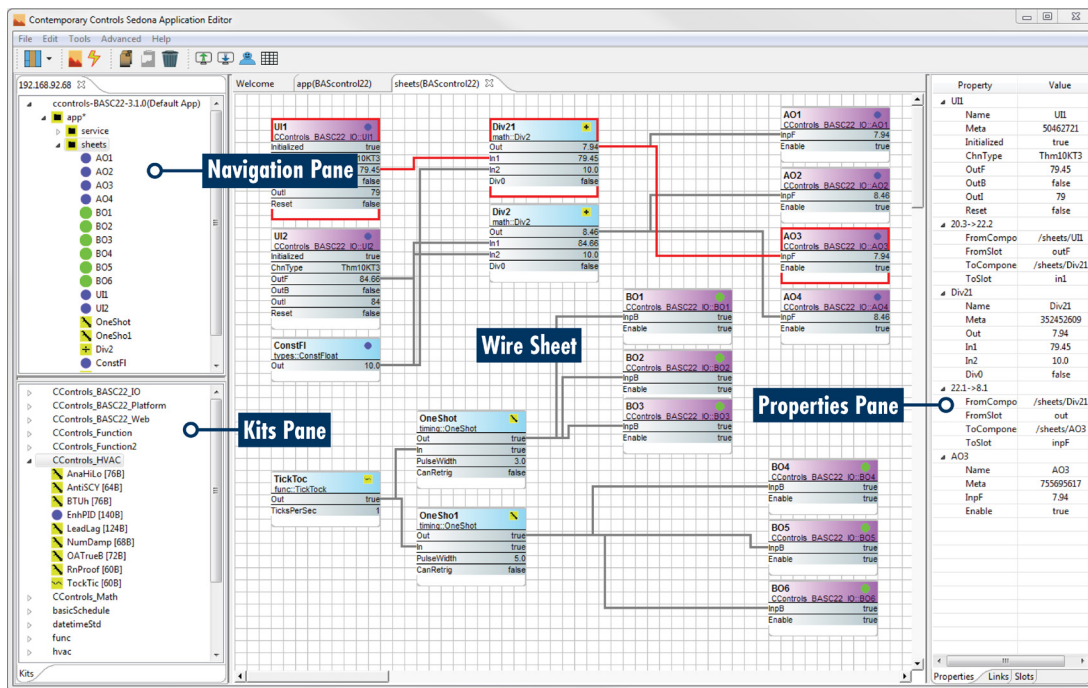 Contemporary Controls Sedona Application Editor
File Edit Tools Advanced Help
192.168.92.68
ccontrols-BASC22-3.1.0(Default App)
app*
service
sheets
AO1
AO2
AO3
AO4
BO1
BO2
BO3
BO4
BO5
BO6
UI1
UI2
OneShot
OneSho1
Div2
ConstFl
Navigation Pane
CControls_BASC22_IO
CControls_BASC22_Platform
CControls_BASC22_Web
CControls_Function
CControls_Function2
CControls_HVAC
AnaHiLo [76B]
AntiSCY [64B]
BTUh [76B]
EnhPID [140B]
LeadLag [124B]
NumDamp [68B]
OATrueB [72B]
RnProof [60B]
TockTic [60B]
CControls_Math
basicSchedule
datetimeStd
func
hvac
Kits
Kits Pane
Welcome app(BAScontrol22) sheets(BAScontrol22)
UI1
CControls_BASC22_IO::UI1
Initialized true
10KT3
79.45
false
OutI 79
Reset false
UI2
CControls_BASC22_IO::UI2
Initialized true
ChnType Thm10KT3
OutF 84.66
OutB false
OutI 84
Reset false
ConstFl
types::ConstFloat
Out 10.0
TickToc
func::TickTock
Out true
TicksPerSec 1
Div21
math::Div2
Out 7.94
In1 79.45
In2 10.0
Div0 false
Div2
math::Div2
Out 8.46
In1 84.66
In2 10.0
Div0 false
Wire Sheet
OneShot
timing::OneShot
Out true
In true
PulseWidth 3.0
CanRetrig false
OneSho1
timing::OneShot
Out true
In true
PulseWidth 5.0
CanRetrig false
BO1
CControls_BASC22_IO::BO1
InpB true
Enable true
BO2
CControls_BASC22_IO::BO2
InpB true
Enable true
BO3
CControls_BASC22_IO::BO3
InpB true
Enable true
AO1
CControls_BASC22_IO::AO1
InpF 7.94
Enable true
AO2
CControls_BASC22_IO::AO2
InpF 8.46
Enable true
AO3
CControls_BASC22_IO::AO3
InpF 7.94
Enable true
AO4
CControls_BASC22_IO::AO4
InpF 8.46
Enable true
BO4
CControls_BASC22_IO::BO4
InpB true
Enable true
BO5
CControls_BASC22_IO::BO5
InpB true
Enable true
BO6
CControls_BASC22_IO::BO6
InpB true
Enable true
Properties Pane
Property Value
UI1
Name UI1
Meta 50462721
Initialized true
ChnType Thm10KT3
OutF 79.45
OutB false
OutI 79
Reset false
20.3->22.2
FromCompo /sheets/UI1
FromSlot outF
ToCompone /sheets/Div21
ToSlot in1
Div21
Name Div21
Meta 352452609
Out 7.94
In1 79.45
In2 10.0
Div0 false
22.1->8.1
FromCompo /sheets/Div21
FromSlot out
ToCompone /sheets/AO3
ToSlot inpF
AO3
Name AO3
Meta 755695617
InpF 7.94
Enable true
Properties Links Slots